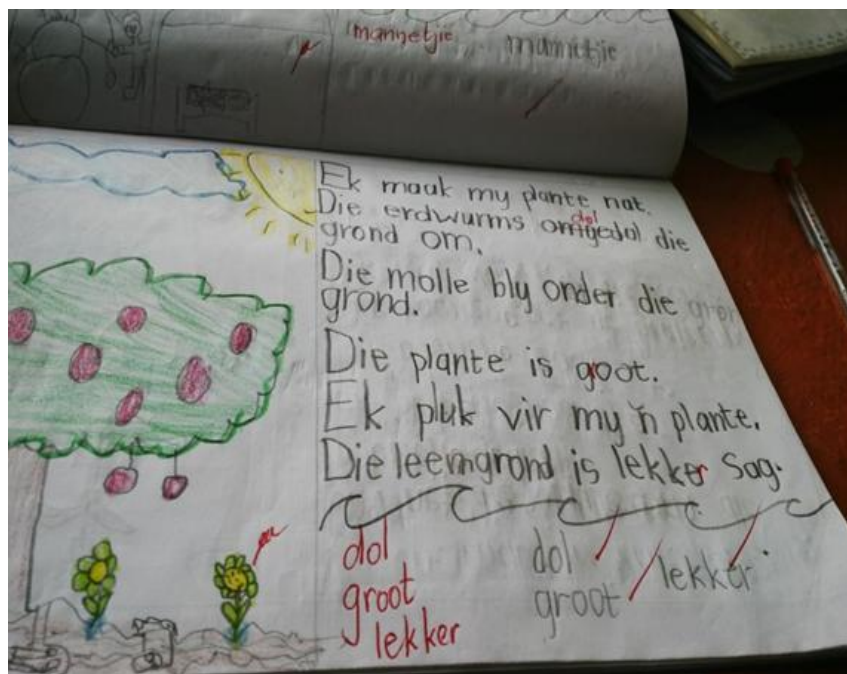 mannetjie mannetjie
Ek maak my plante nat.
dol
Die erdwurms omgedol die
grond om.
Die molle bly onder die
grond.
Die plante is groot.
Ek pluk vir my 'n plante.
Die leemgrond is lekker sag.
dol dol
groot groot lekker
lekker